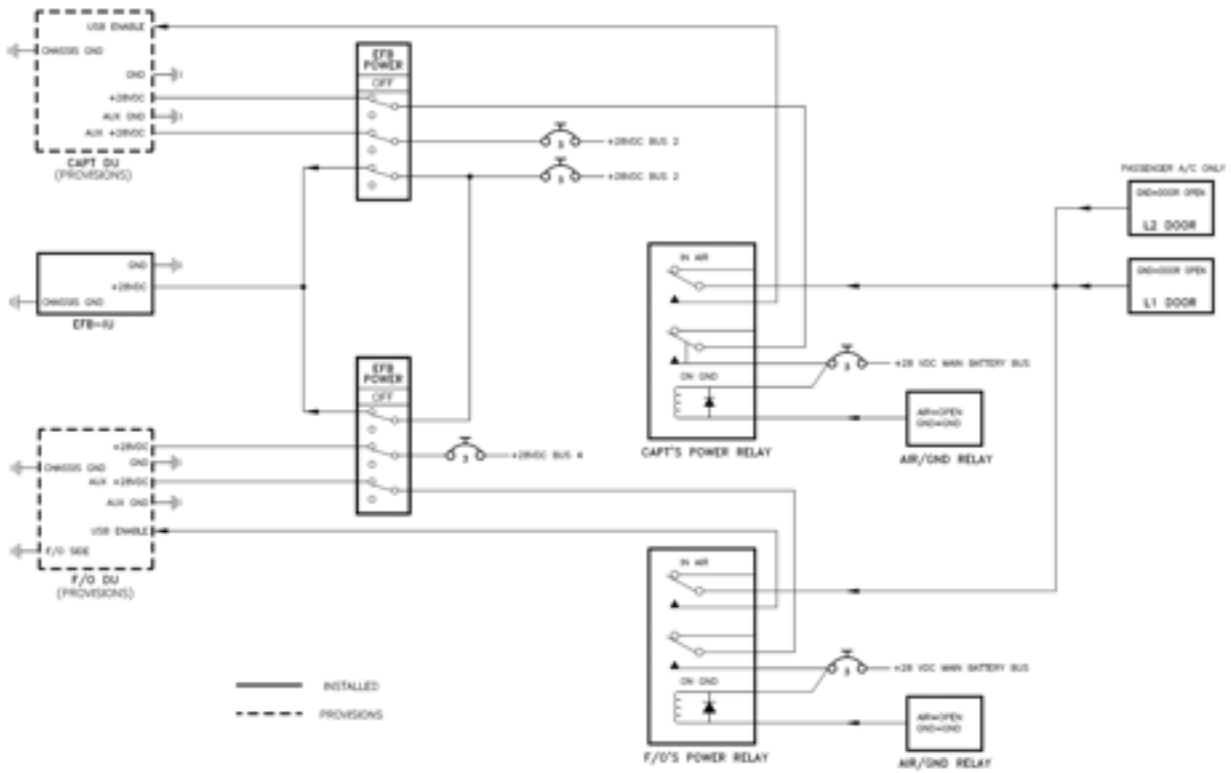 USB ENABLE
CHASSIS GND
GND
+28VDC
AUX GND
AUX +28VDC
CAPT DU
(PROVISIONS)
EFB
POWER
OFF
3
+28VDC BUS 2
3
+28VDC BUS 2
PASSENGER A/C ONLY
GND=DOOR OPEN
L2 DOOR
GND=DOOR OPEN
L1 DOOR
GND
+28VDC
CHASSIS GND
EFB-IU
IN AIR
ON GND
3
+28 VDC MAIN BATTERY BUS
CAPT'S POWER RELAY
AIR=OPEN
GND=GND
AIR/GND RELAY
EFB
POWER
OFF
3
+28VDC BUS 4
+28VDC
GND
CHASSIS GND
AUX +28VDC
AUX GND
USB ENABLE
F/O SIDE
F/O DU
(PROVISIONS)
IN AIR
ON GND
3
+28 VDC MAIN BATTERY BUS
F/O'S POWER RELAY
AIR=OPEN
GND=GND
AIR/GND RELAY
INSTALLED
PROVISIONS